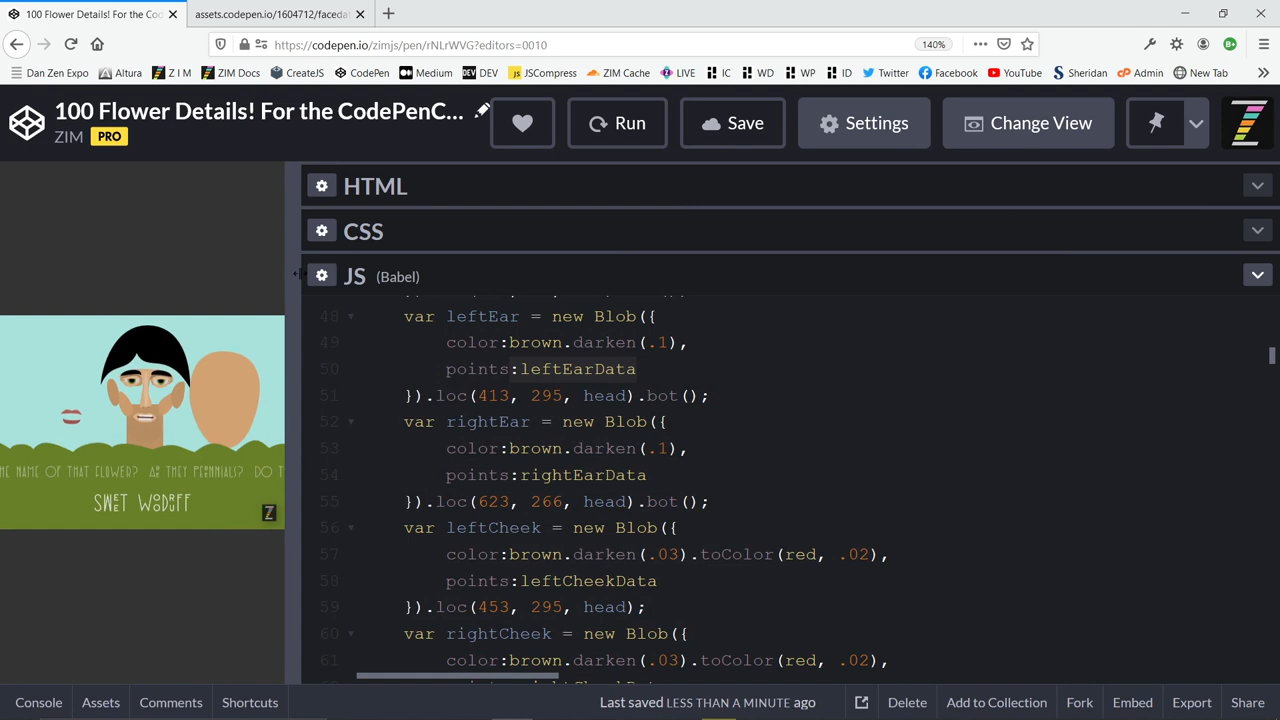 100 Flower Details! For the Cod
assets.codepen.io/1604712/faceda
https://codepen.io/zimjs/pen/rNLrWVG?editors=0010
140%
Dan Zen Expo
Altura
Z I M
ZIM Docs
CreateJS
CodePen
Medium
DEV
JSCompress
ZIM Cache
LIVE
IC
WD
WP
ID
Twitter
Facebook
YouTube
Sheridan
Admin
New Tab
100 Flower Details! For the CodePenC...
ZIM PRO
Run
Save
Settings
Change View
HTML
CSS
JS (Babel)
48 var leftEar = new Blob({
49 color:brown.darken(.1),
50 points:leftEarData
51 }).loc(413, 295, head).bot();
52 var rightEar = new Blob({
53 color:brown.darken(.1),
54 points:rightEarData
55 }).loc(623, 266, head).bot();
56 var leftCheek = new Blob({
57 color:brown.darken(.03).toColor(red, .02),
58 points:leftCheekData
59 }).loc(453, 295, head);
60 var rightCheek = new Blob({
61 color:brown.darken(.03).toColor(red, .02),
NAME OF THAT FLOWER?
DO
Z
Console
Assets
Comments
Shortcuts
Last saved LESS THAN A MINUTE ago
Delete
Add to Collection
Fork
Embed
Export
Share